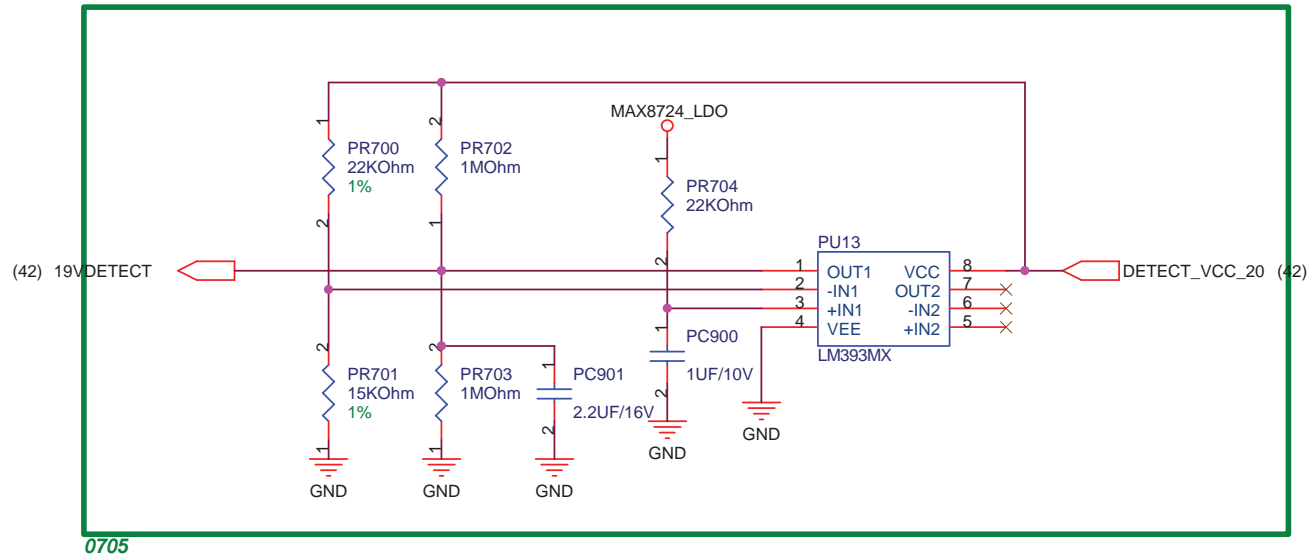 MAX8724_LDO
1
2
PR700
22KOhm
1%
2
PR702
1MOhm
1
1
PR704
22KOhm
2
(42) 19VDETECT
PU13
1 OUT1 VCC 8
2 -IN1 OUT2 7
3 +IN1 -IN2 6
4 VEE +IN2 5
LM393MX
DETECT_VCC_20 (42)
2
PR701
15KOhm
1%
1
GND
2
PR703
1MOhm
1
GND
1
PC901
2.2UF/16V
2
GND
1
PC900
1UF/10V
2
GND
GND
0705